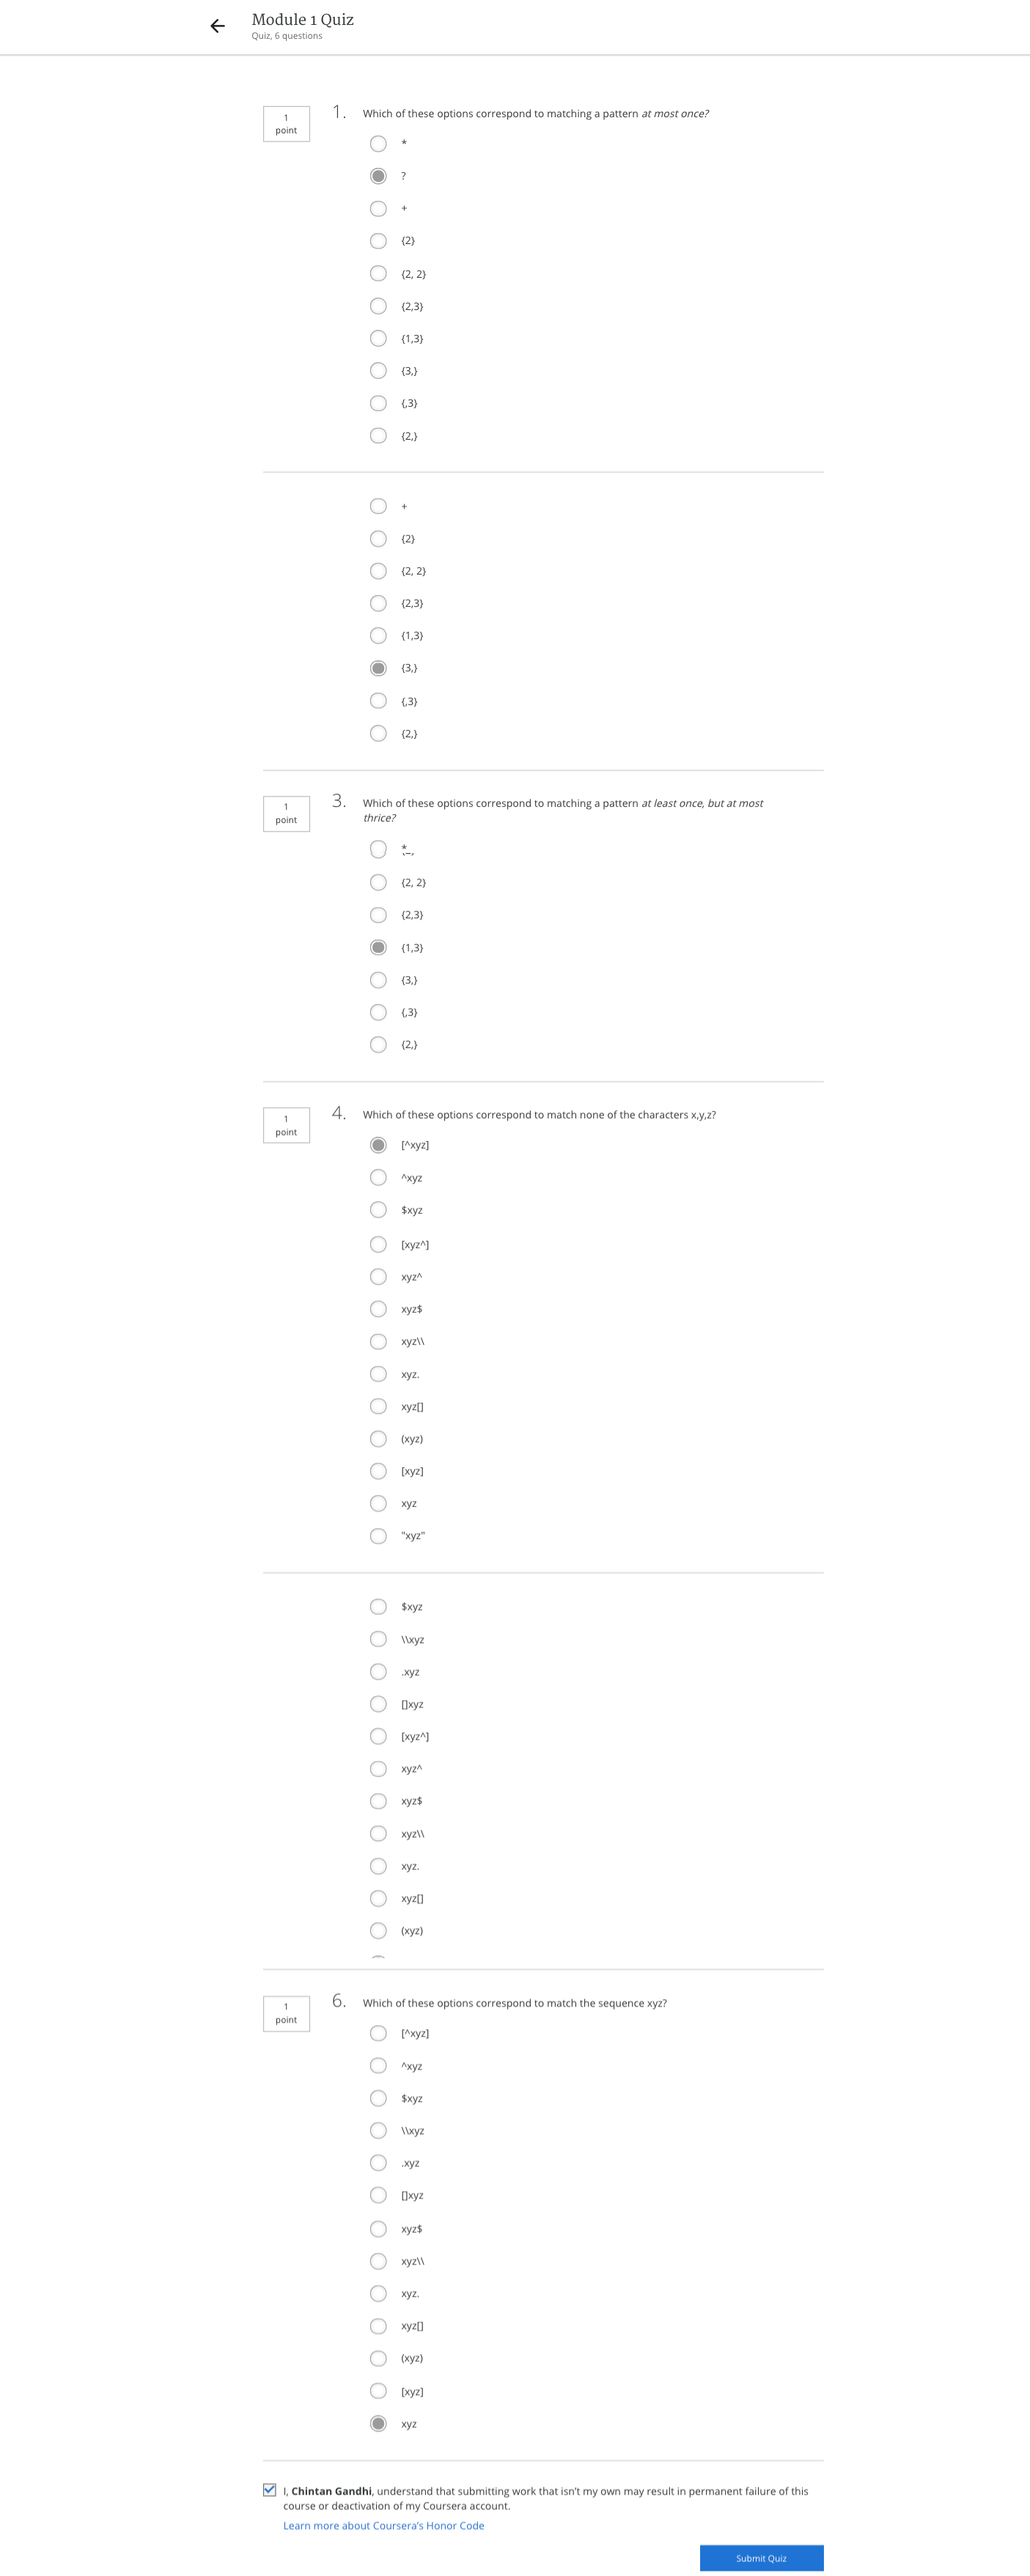 Module 1 Quiz
Quiz, 6 questions
1
point
1.
Which of these options correspond to matching a pattern at most once?
*
?
+
{2}
{2, 2}
{2,3}
{1,3}
{3,}
{,3}
{2,}
+
{2}
{2, 2}
{2,3}
{1,3}
{3,}
{,3}
{2,}
1
point
3.
Which of these options correspond to matching a pattern at least once, but at most
thrice?
*
{2, 2}
{2,3}
{1,3}
{3,}
{,3}
{2,}
1
point
4.
Which of these options correspond to match none of the characters x,y,z?
[^xyz]
^xyz
$xyz
[xyz^]
xyz^
xyz$
xyz\\
xyz.
xyz[]
(xyz)
[xyz]
xyz
"xyz"
$xyz
\\xyz
.xyz
[]xyz
[xyz^]
xyz^
xyz$
xyz\\
xyz.
xyz[]
(xyz)
1
point
6.
Which of these options correspond to match the sequence xyz?
[^xyz]
^xyz
$xyz
\\xyz
.xyz
[]xyz
xyz$
xyz\\
xyz.
xyz[]
(xyz)
[xyz]
xyz
I, Chintan Gandhi, understand that submitting work that isn't my own may result in permanent failure of this
course or deactivation of my Coursera account.
Learn more about Coursera's Honor Code
Submit Quiz